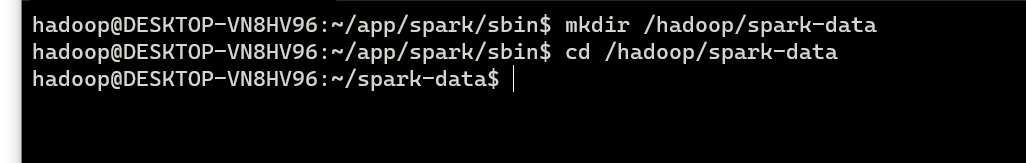 hadoop@DESKTOP-VN8HV96:~/app/spark/sbin$ mkdir /hadoop/spark-data
hadoop@DESKTOP-VN8HV96:~/app/spark/sbin$ cd /hadoop/spark-data
hadoop@DESKTOP-VN8HV96:~/spark-data$